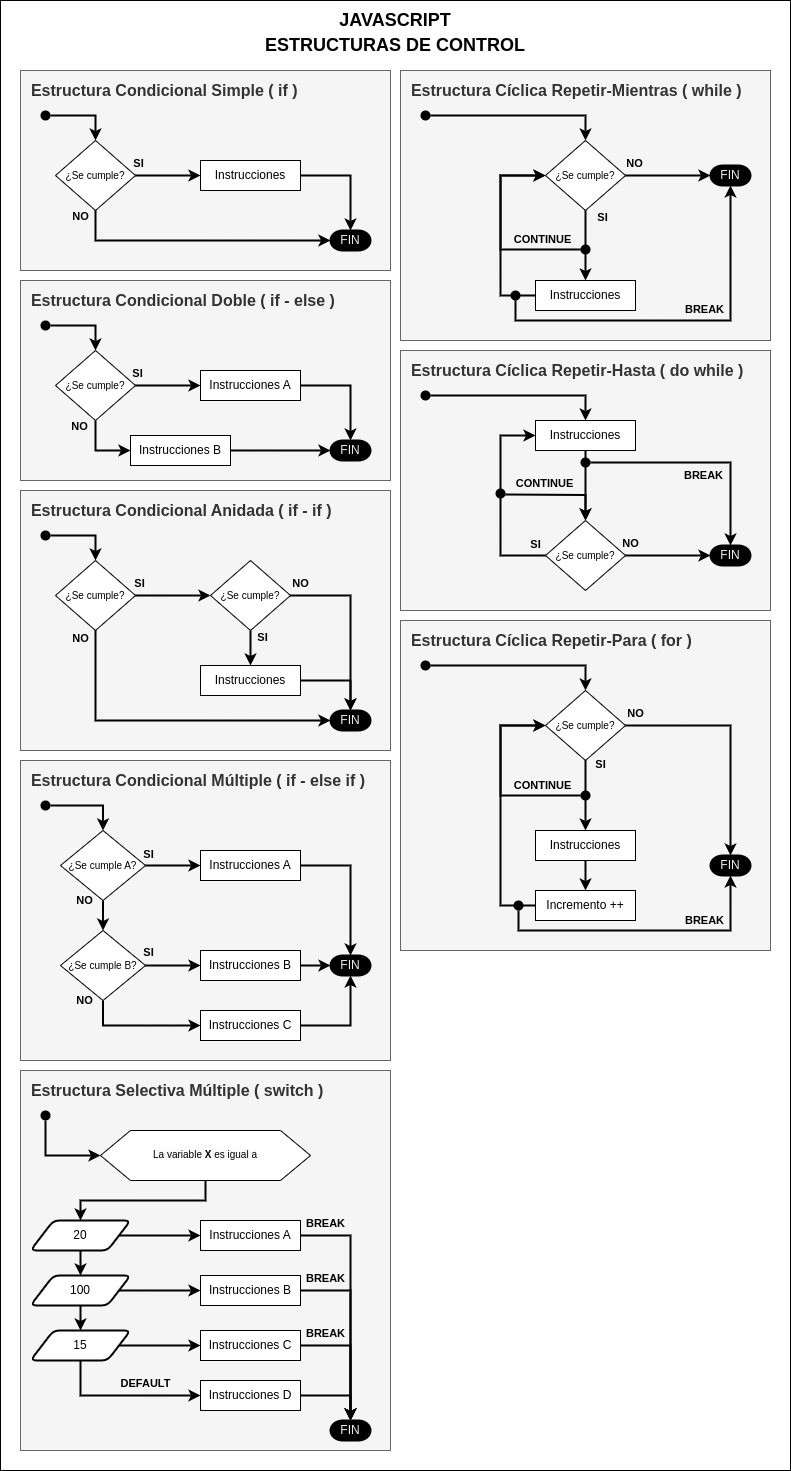 JAVASCRIPT
ESTRUCTURAS DE CONTROL
Estructura Condicional Simple ( if )
¿Se cumple?
SI
Instrucciones
NO
FIN
Estructura Condicional Doble ( if - else )
¿Se cumple?
SI
Instrucciones A
NO
Instrucciones B
FIN
Estructura Condicional Anidada ( if - if )
¿Se cumple?
SI
¿Se cumple?
NO
NO
SI
Instrucciones
FIN
Estructura Condicional Múltiple ( if - else if )
¿Se cumple A?
SI
Instrucciones A
NO
¿Se cumple B?
SI
Instrucciones B
FIN
NO
Instrucciones C
Estructura Selectiva Múltiple ( switch )
La variable X es igual a
20
Instrucciones A
BREAK
100
Instrucciones B
BREAK
15
Instrucciones C
BREAK
DEFAULT
Instrucciones D
FIN
Estructura Cíclica Repetir-Mientras ( while )
¿Se cumple?
NO
FIN
SI
CONTINUE
Instrucciones
BREAK
Estructura Cíclica Repetir-Hasta ( do while )
Instrucciones
BREAK
CONTINUE
SI
¿Se cumple?
NO
FIN
Estructura Cíclica Repetir-Para ( for )
¿Se cumple?
NO
SI
CONTINUE
Instrucciones
FIN
Incremento ++
BREAK